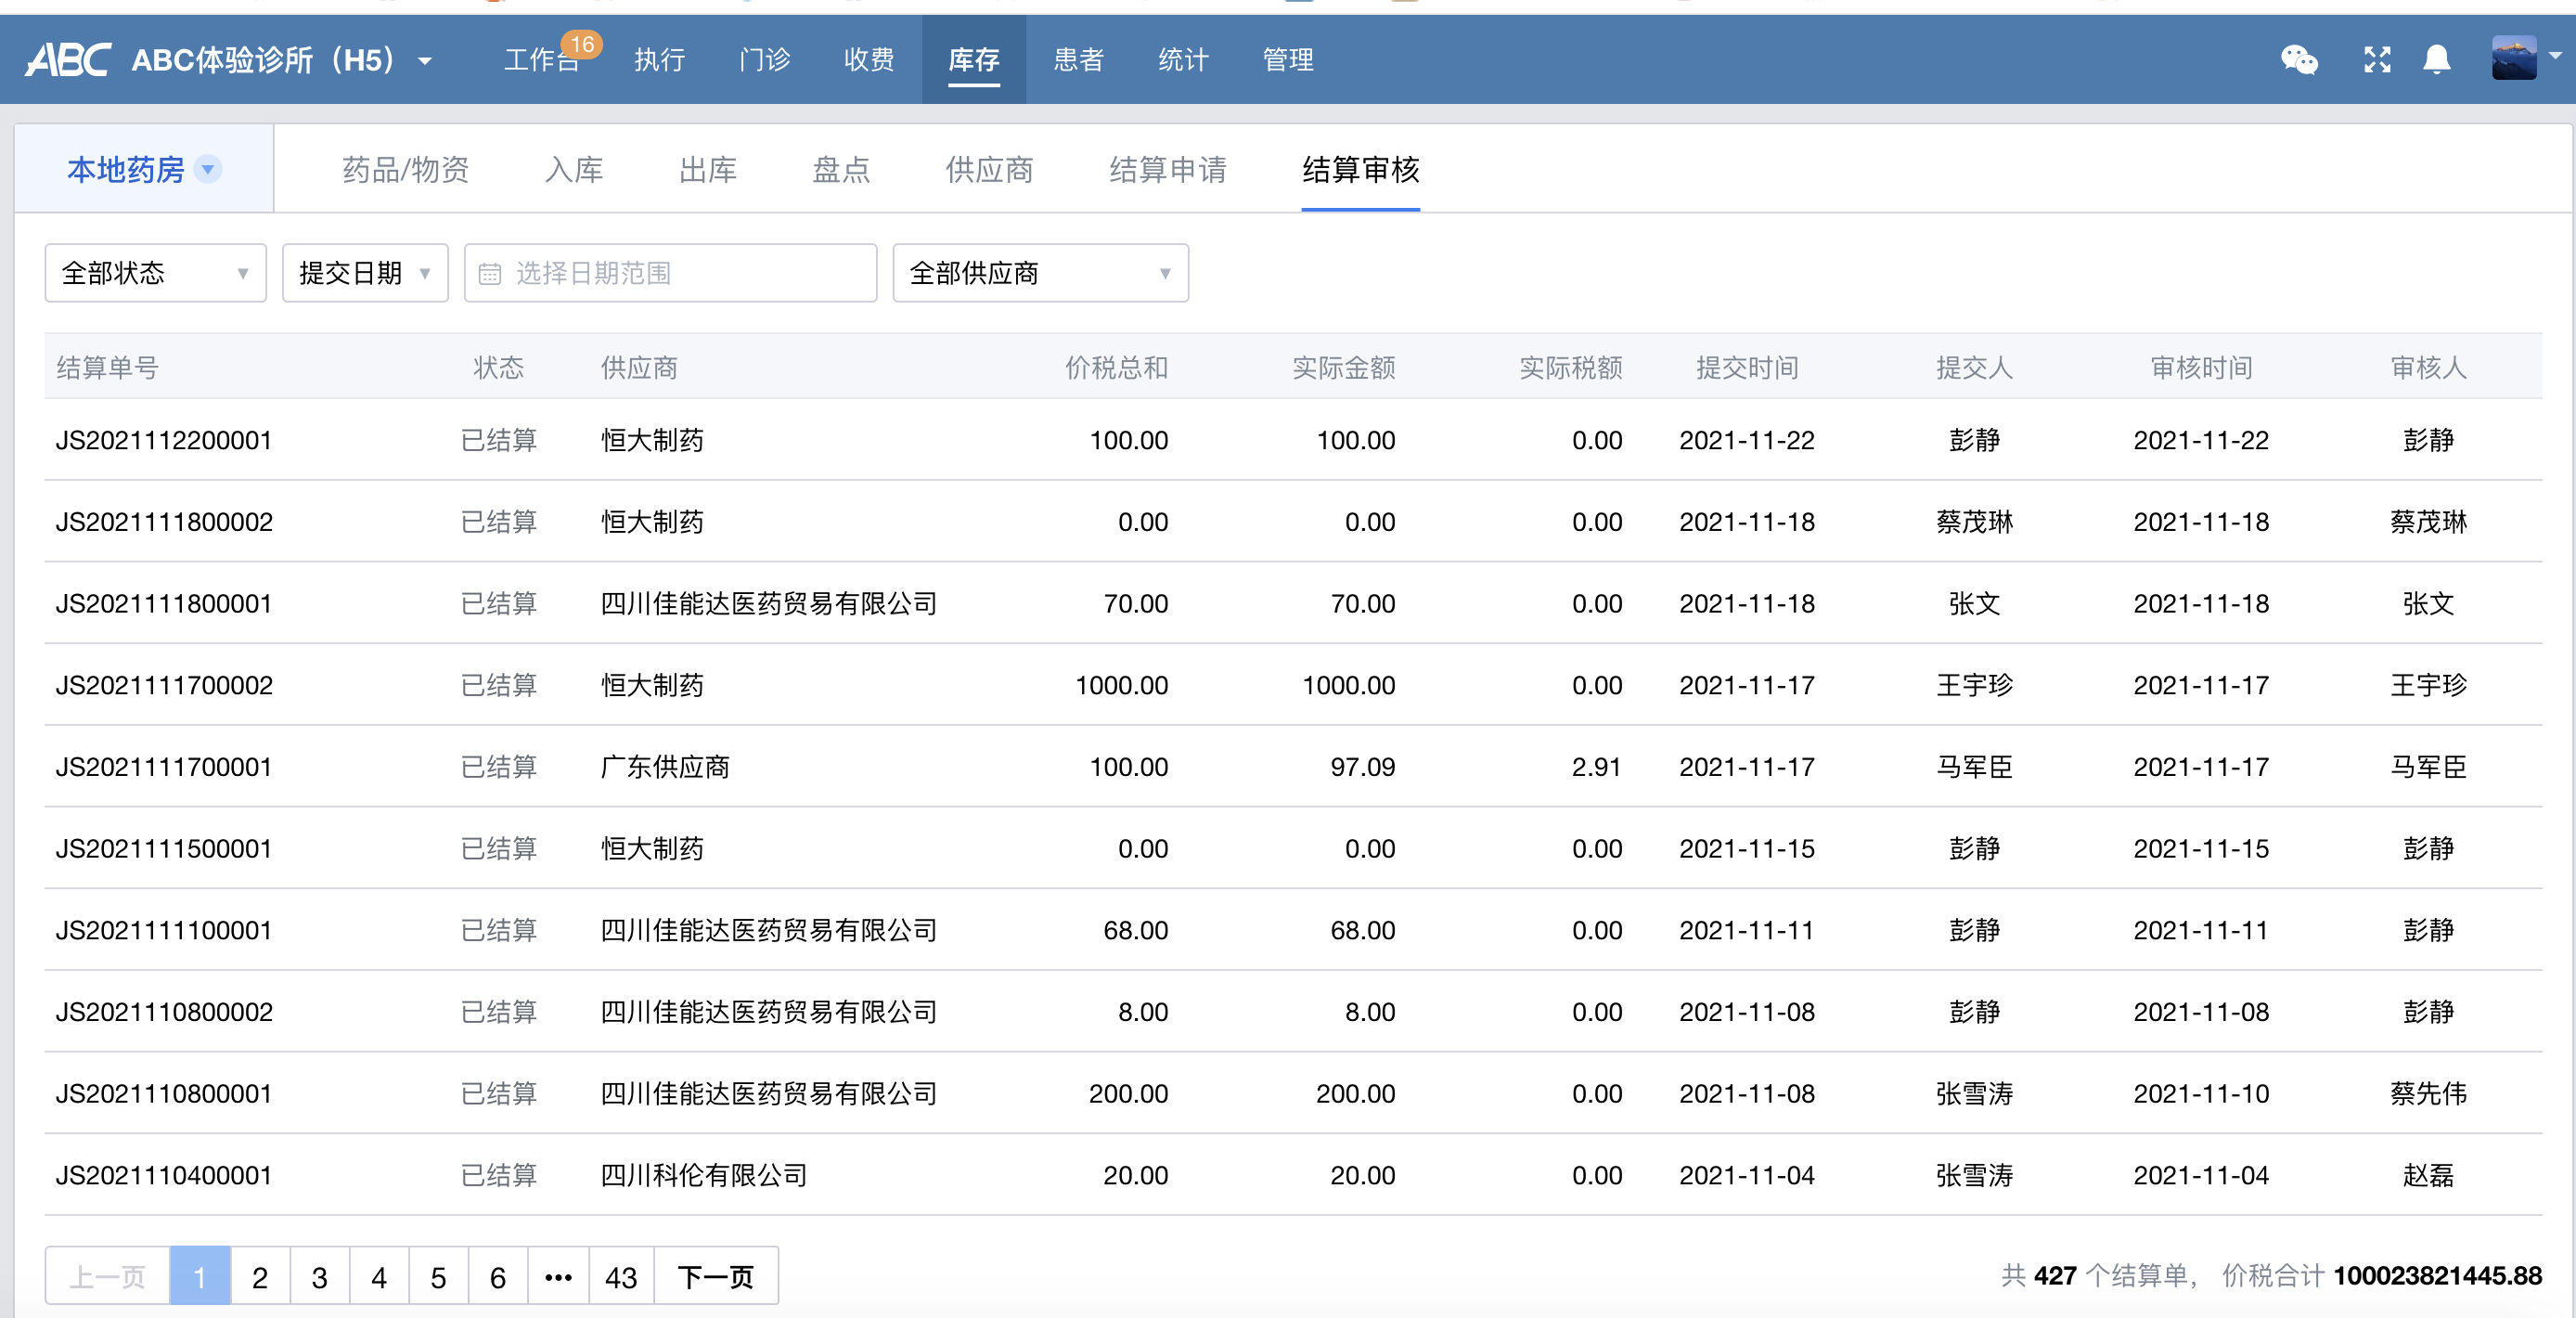 ABC ABC体验诊所（H5） 工作台 16 执行 门诊 收费 库存 患者 统计 管理
本地药房 药品/物资 入库 出库 盘点 供应商 结算申请 结算审核
全部状态 提交日期 选择日期范围 全部供应商
结算单号 状态 供应商 价税总和 实际金额 实际税额 提交时间 提交人 审核时间 审核人
JS2021112200001 已结算 恒大制药 100.00 100.00 0.00 2021-11-22 彭静 2021-11-22 彭静
JS2021111800002 已结算 恒大制药 0.00 0.00 0.00 2021-11-18 蔡茂琳 2021-11-18 蔡茂琳
JS2021111800001 已结算 四川佳能达医药贸易有限公司 70.00 70.00 0.00 2021-11-18 张文 2021-11-18 张文
JS2021111700002 已结算 恒大制药 1000.00 1000.00 0.00 2021-11-17 王宇珍 2021-11-17 王宇珍
JS2021111700001 已结算 广东供应商 100.00 97.09 2.91 2021-11-17 马军臣 2021-11-17 马军臣
JS2021111500001 已结算 恒大制药 0.00 0.00 0.00 2021-11-15 彭静 2021-11-15 彭静
JS2021111100001 已结算 四川佳能达医药贸易有限公司 68.00 68.00 0.00 2021-11-11 彭静 2021-11-11 彭静
JS2021110800002 已结算 四川佳能达医药贸易有限公司 8.00 8.00 0.00 2021-11-08 彭静 2021-11-08 彭静
JS2021110800001 已结算 四川佳能达医药贸易有限公司 200.00 200.00 0.00 2021-11-08 张雪涛 2021-11-10 蔡先伟
JS2021110400001 已结算 四川科伦有限公司 20.00 20.00 0.00 2021-11-04 张雪涛 2021-11-04 赵磊
上一页 1 2 3 4 5 6 ••• 43 下一页 共 427 个结算单， 价税合计 100023821445.88